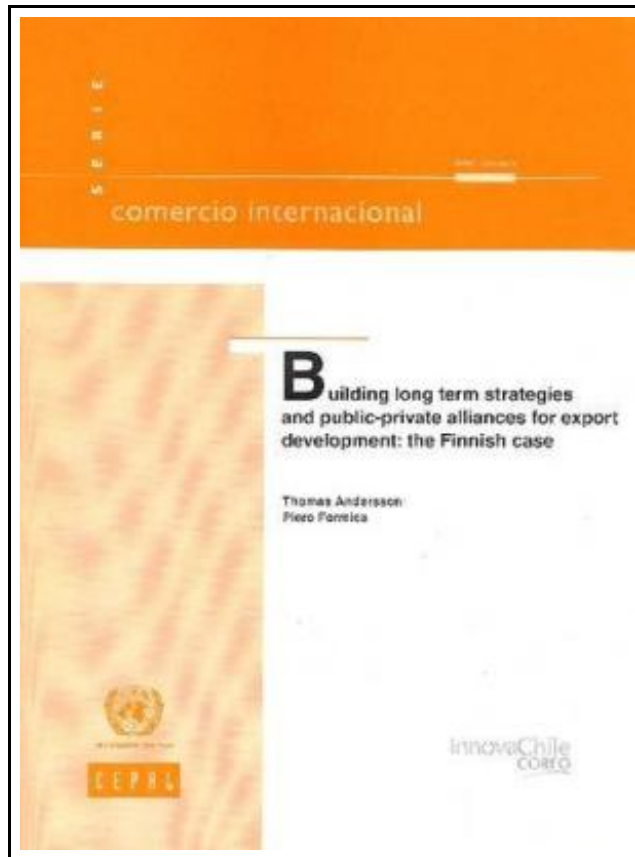 SERIE
comercio internacional
Building long term strategies
and public-private alliances for export
development: the Finnish case
Thomas Andersson
Piero Formica
CEPAL
InnovaChile
CORFO